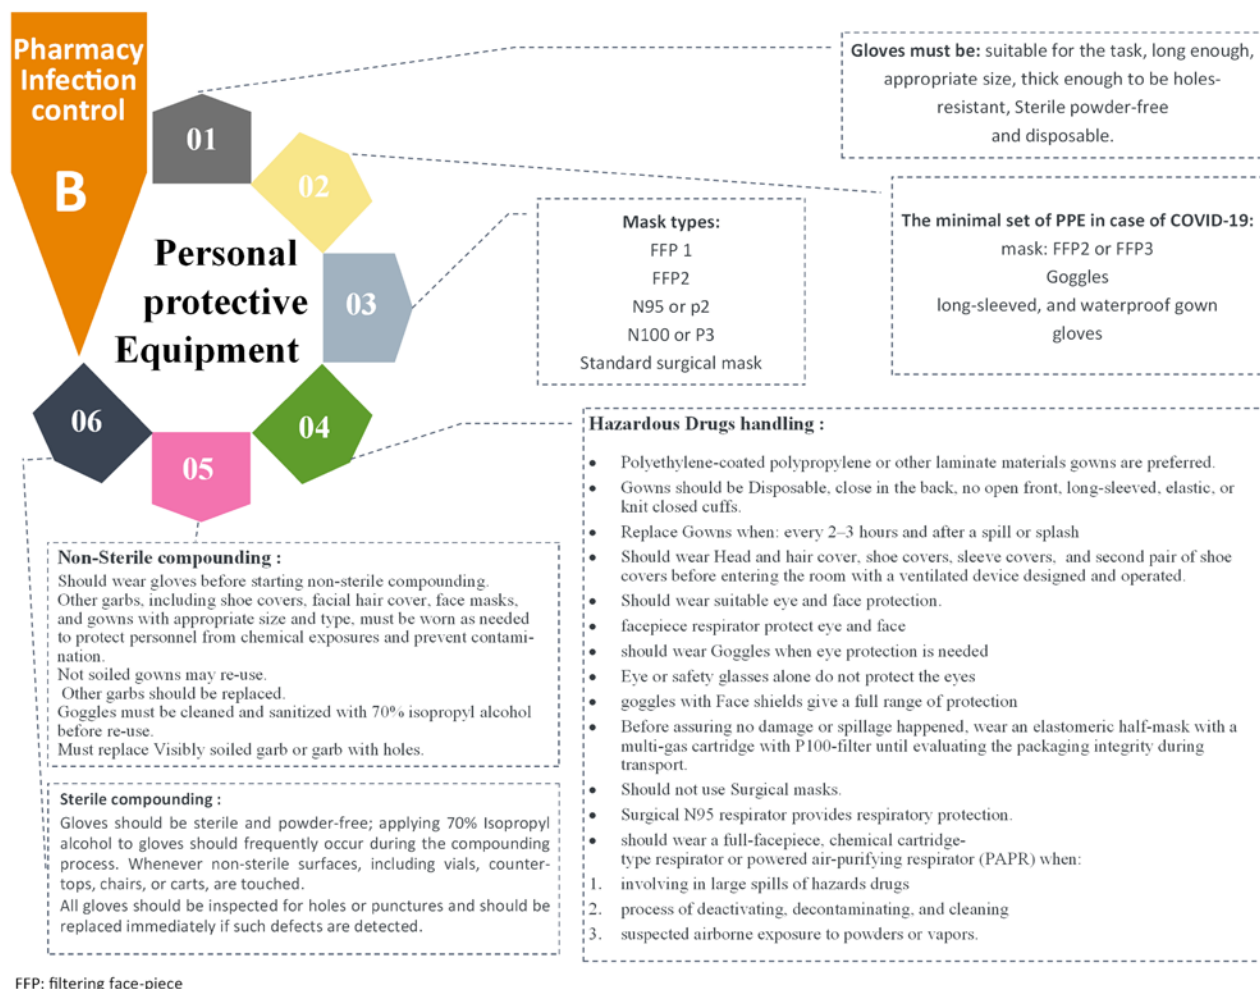 Pharmacy
Infection
control
B
01
02
03
04
05
06
Personal
protective
Equipment
Gloves must be: suitable for the task, long enough,
appropriate size, thick enough to be holes-
resistant, Sterile powder-free
and disposable.
The minimal set of PPE in case of COVID-19:
mask: FFP2 or FFP3
Goggles
long-sleeved, and waterproof gown
gloves
Mask types:
FFP 1
FFP2
N95 or p2
N100 or P3
Standard surgical mask
Hazardous Drugs handling :
• Polyethylene-coated polypropylene or other laminate materials gowns are preferred.
• Gowns should be Disposable, close in the back, no open front, long-sleeved, elastic, or
knit closed cuffs.
• Replace Gowns when: every 2–3 hours and after a spill or splash
• Should wear Head and hair cover, shoe covers, sleeve covers, and second pair of shoe
covers before entering the room with a ventilated device designed and operated.
• Should wear suitable eye and face protection.
• facepiece respirator protect eye and face
• should wear Goggles when eye protection is needed
• Eye or safety glasses alone do not protect the eyes
• goggles with Face shields give a full range of protection
• Before assuring no damage or spillage happened, wear an elastomeric half-mask with a
multi-gas cartridge with P100-filter until evaluating the packaging integrity during
transport.
• Should not use Surgical masks.
• Surgical N95 respirator provides respiratory protection.
• should wear a full-facepiece, chemical cartridge-
type respirator or powered air-purifying respirator (PAPR) when:
1. involving in large spills of hazards drugs
2. process of deactivating, decontaminating, and cleaning
3. suspected airborne exposure to powders or vapors.
Non-Sterile compounding :
Should wear gloves before starting non-sterile compounding.
Other garbs, including shoe covers, facial hair cover, face masks,
and gowns with appropriate size and type, must be worn as needed
to protect personnel from chemical exposures and prevent contami-
nation.
Not soiled gowns may re-use.
Other garbs should be replaced.
Goggles must be cleaned and sanitized with 70% isopropyl alcohol
before re-use.
Must replace Visibly soiled garb or garb with holes.
Sterile compounding :
Gloves should be sterile and powder-free; applying 70% Isopropyl
alcohol to gloves should frequently occur during the compounding
process. Whenever non-sterile surfaces, including vials, counter-
tops, chairs, or carts, are touched.
All gloves should be inspected for holes or punctures and should be
replaced immediately if such defects are detected.
FFP: filtering face-piece